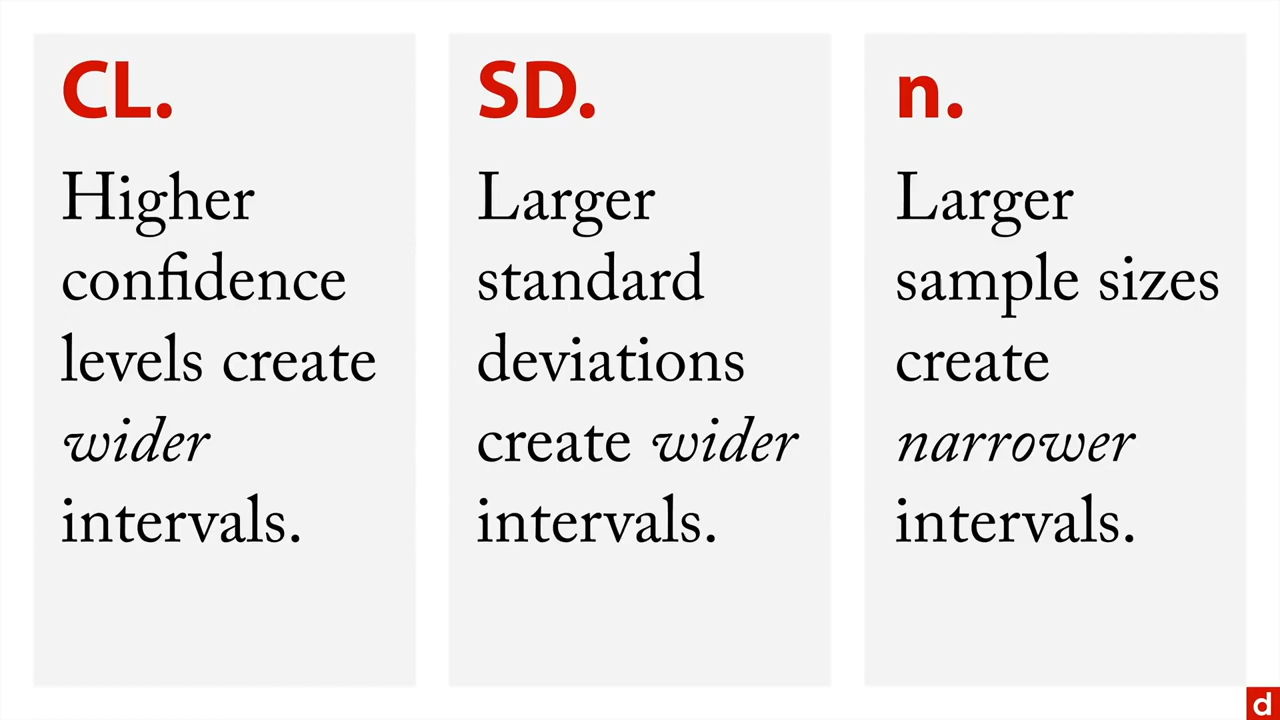 CL.
Higher
confidence
levels create
wider
intervals.
SD.
Larger
standard
deviations
create wider
intervals.
n.
Larger
sample sizes
create
narrower
intervals.
d